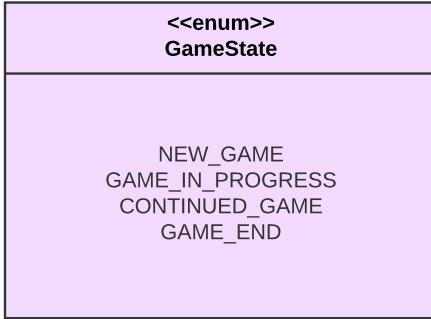 <<enum>>
GameState
NEW_GAME
GAME_IN_PROGRESS
CONTINUED_GAME
GAME_END